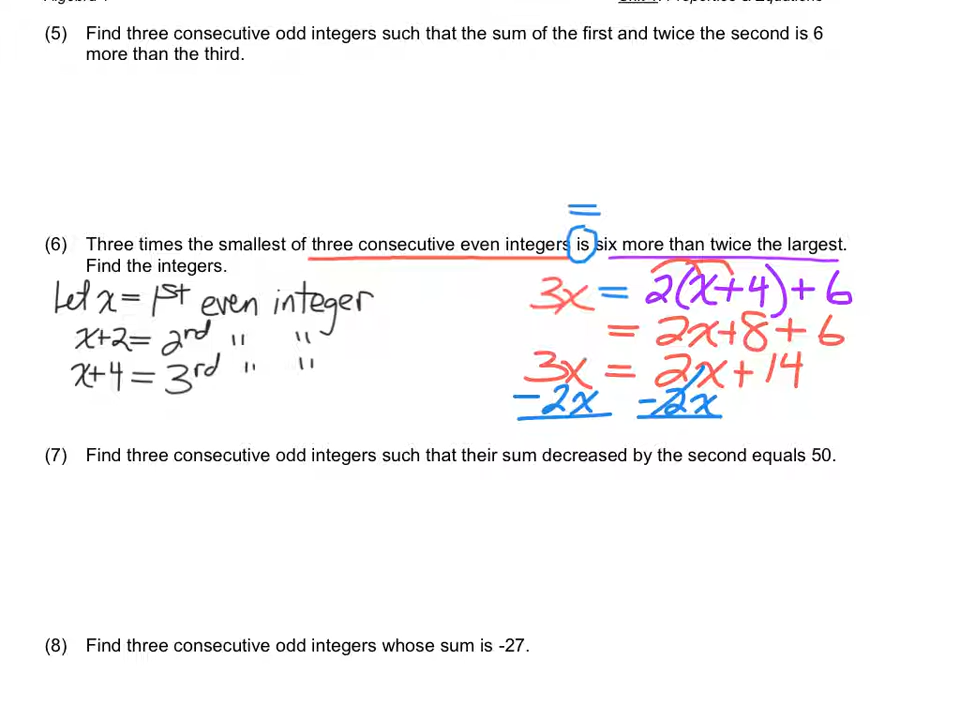 (5) Find three consecutive odd integers such that the sum of the first and twice the second is 6
more than the third.
=
(6) Three times the smallest of three consecutive even integers is six more than twice the largest.
Find the integers.
Let x = 1st even integer
x+2 = 2nd " "
x+4 = 3rd " "
3x = 2(x+4)+6
= 2x+8+6
3x = 2x+14
-2x -2x
(7) Find three consecutive odd integers such that their sum decreased by the second equals 50.
(8) Find three consecutive odd integers whose sum is -27.